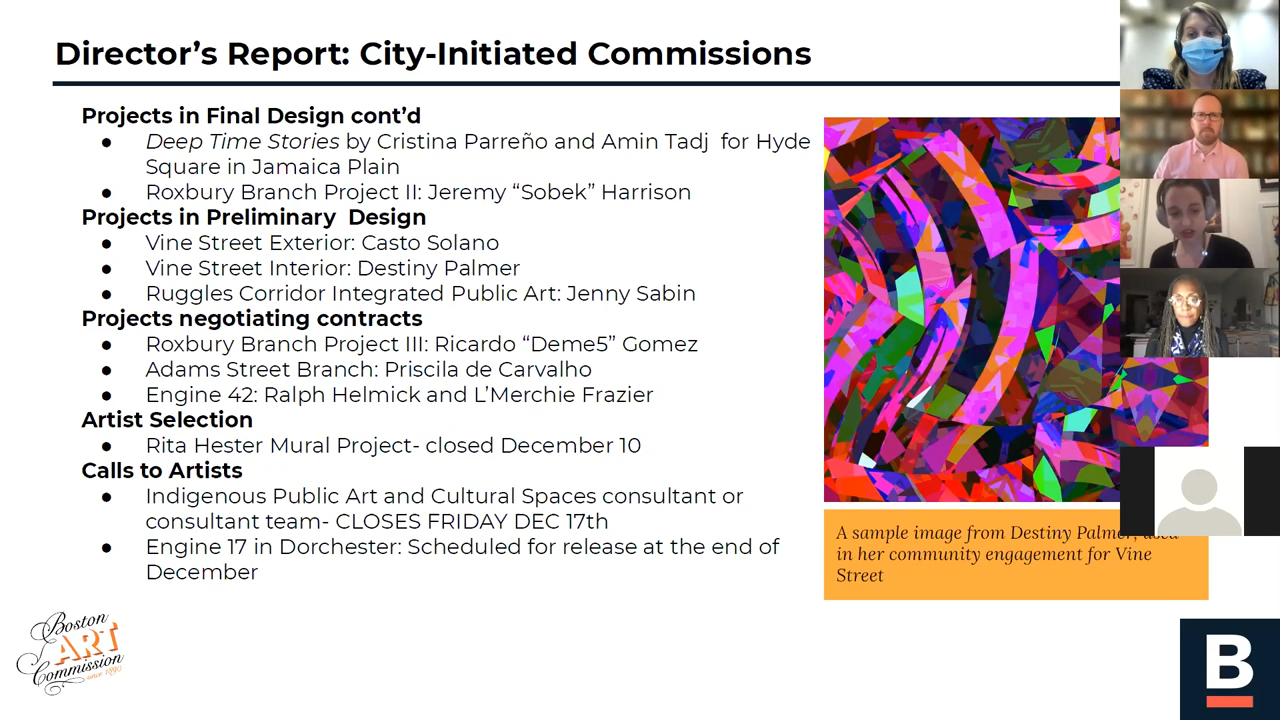 Director's Report: City-Initiated Commissions
Projects in Final Design cont'd
● Deep Time Stories by Cristina Parreño and Amin Tadj for Hyde
Square in Jamaica Plain
● Roxbury Branch Project II: Jeremy “Sobek” Harrison
Projects in Preliminary Design
● Vine Street Exterior: Casto Solano
● Vine Street Interior: Destiny Palmer
● Ruggles Corridor Integrated Public Art: Jenny Sabin
Projects negotiating contracts
● Roxbury Branch Project III: Ricardo “Deme5” Gomez
● Adams Street Branch: Priscila de Carvalho
● Engine 42: Ralph Helmick and L'Merchie Frazier
Artist Selection
● Rita Hester Mural Project- closed December 10
Calls to Artists
● Indigenous Public Art and Cultural Spaces consultant or
consultant team- CLOSES FRIDAY DEC 17th
● Engine 17 in Dorchester: Scheduled for release at the end of
December
A sample image from Destiny Palmer, used
in her community engagement for Vine
Street
Boston
ART
Commission
since 1890
B